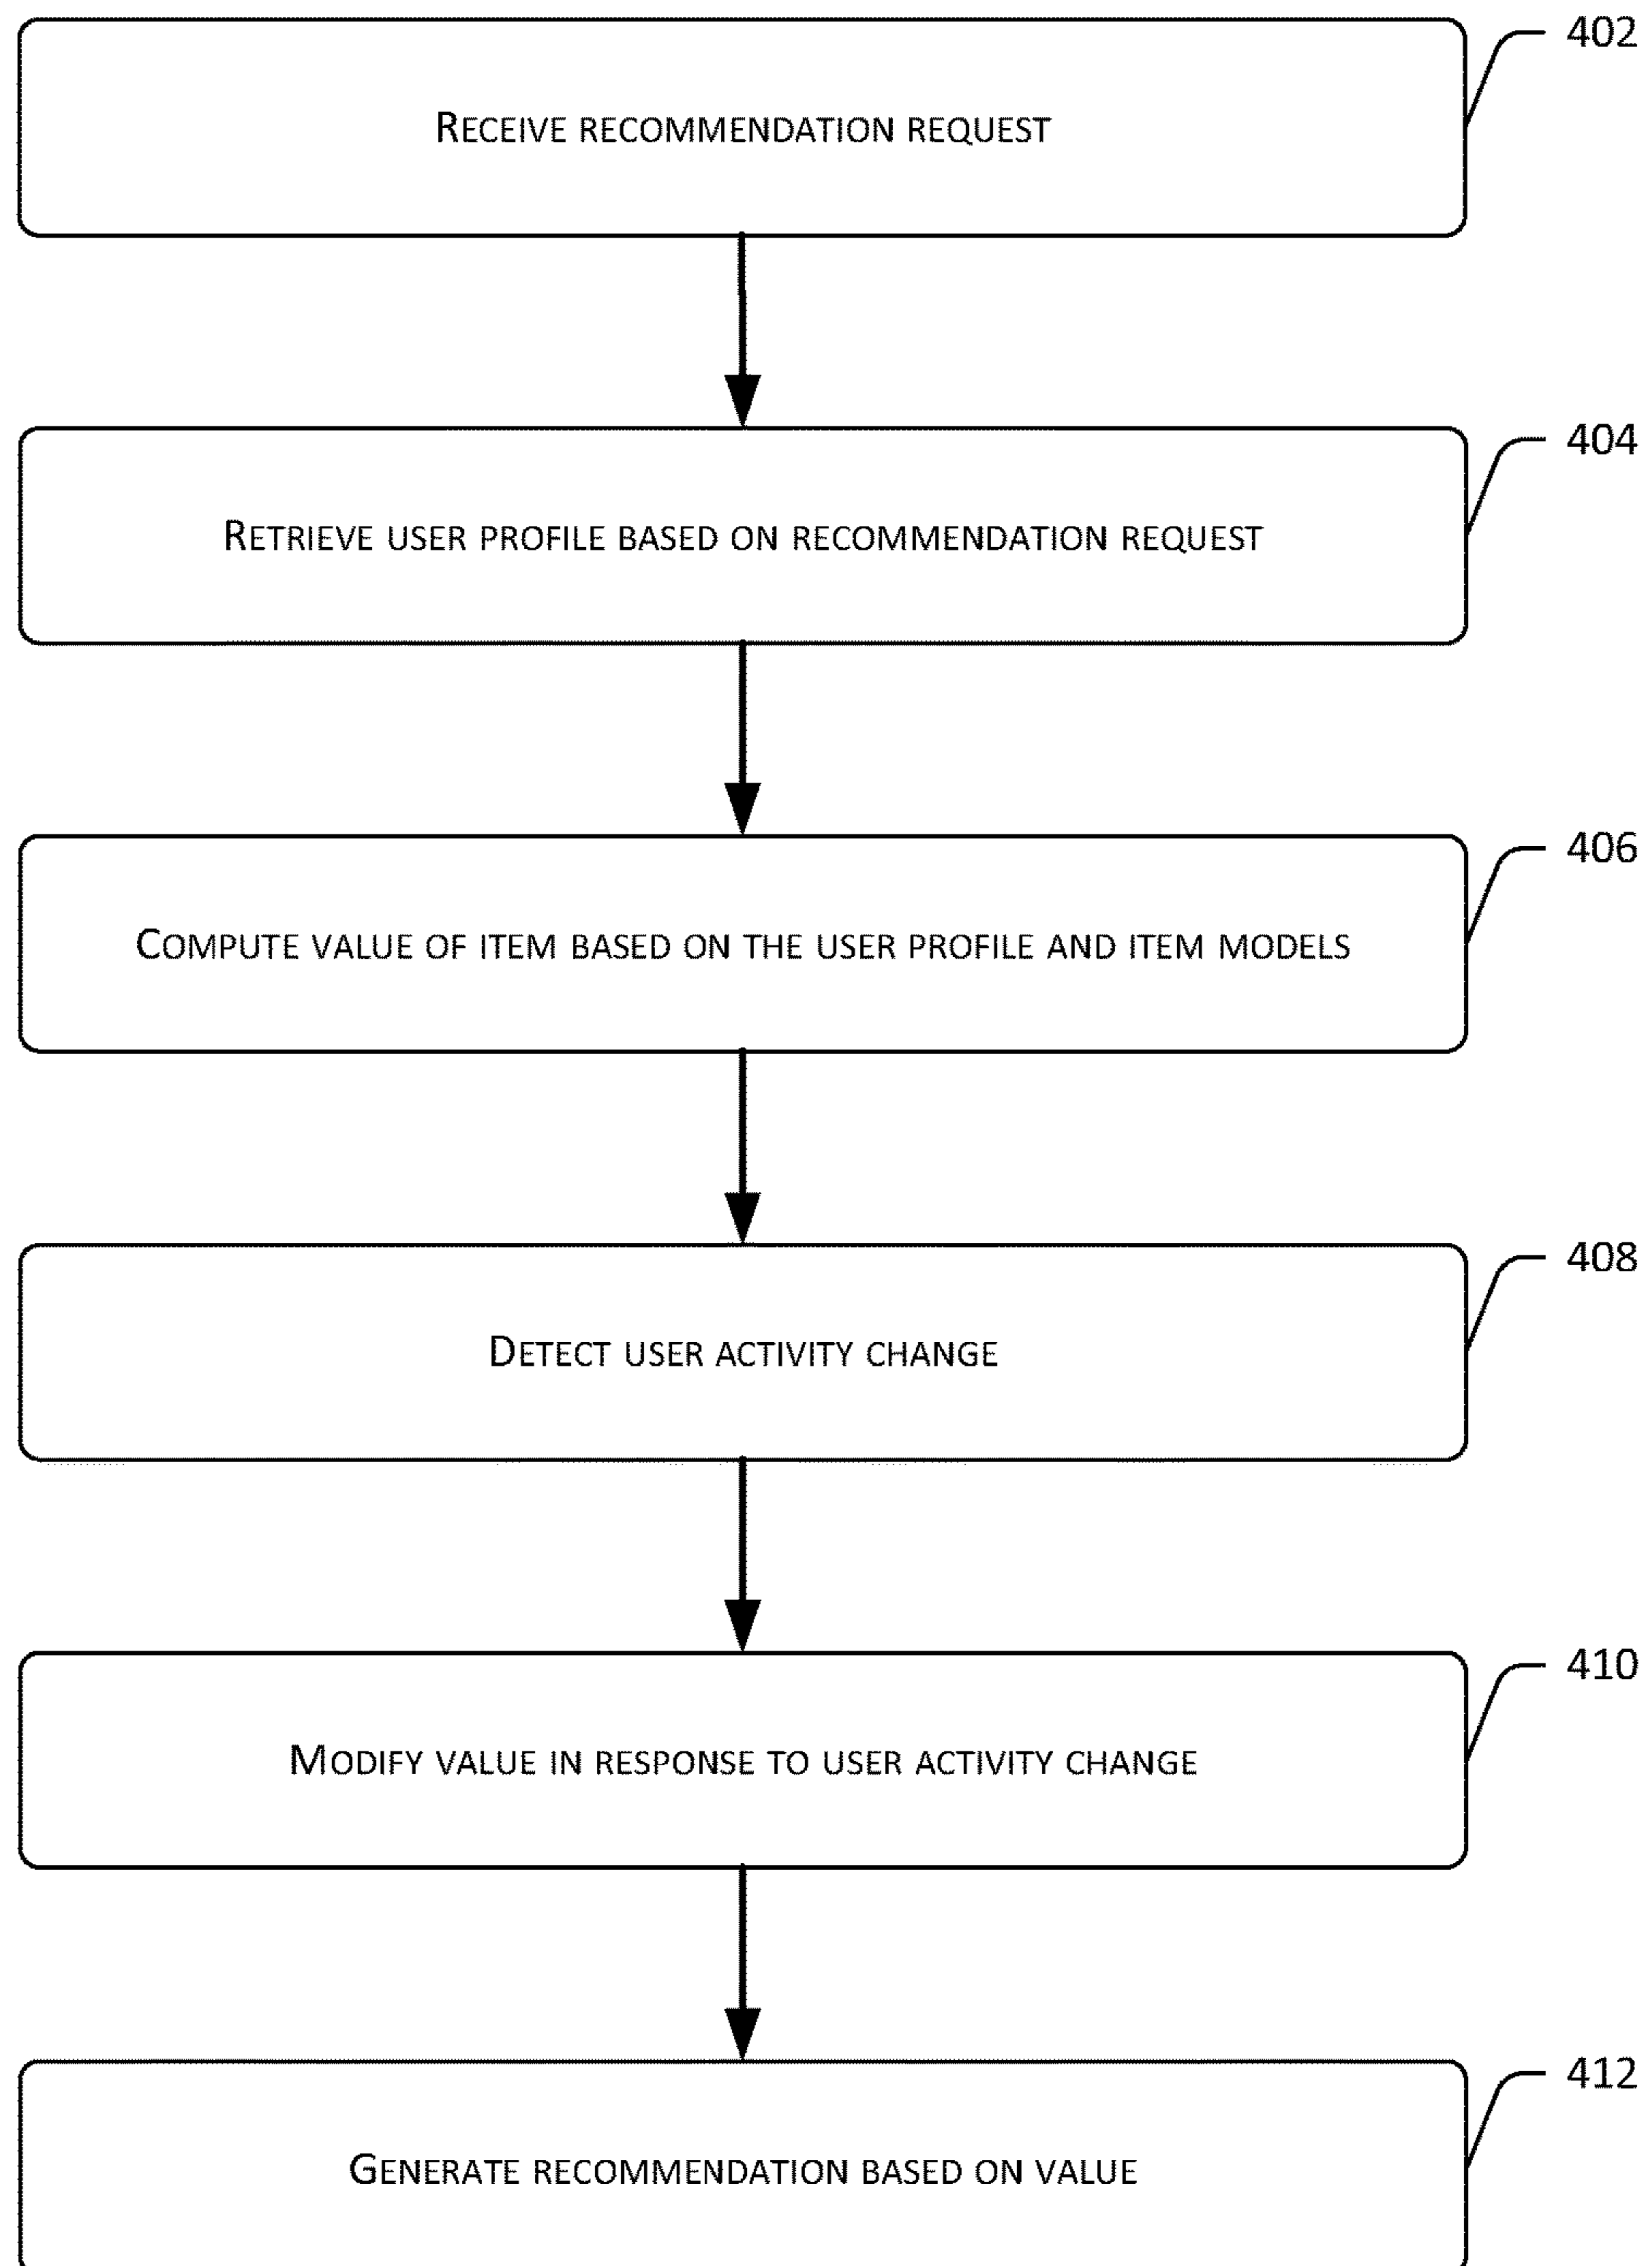 402
RECEIVE RECOMMENDATION REQUEST
404
RETRIEVE USER PROFILE BASED ON RECOMMENDATION REQUEST
406
COMPUTE VALUE OF ITEM BASED ON THE USER PROFILE AND ITEM MODELS
408
DETECT USER ACTIVITY CHANGE
410
MODIFY VALUE IN RESPONSE TO USER ACTIVITY CHANGE
412
GENERATE RECOMMENDATION BASED ON VALUE